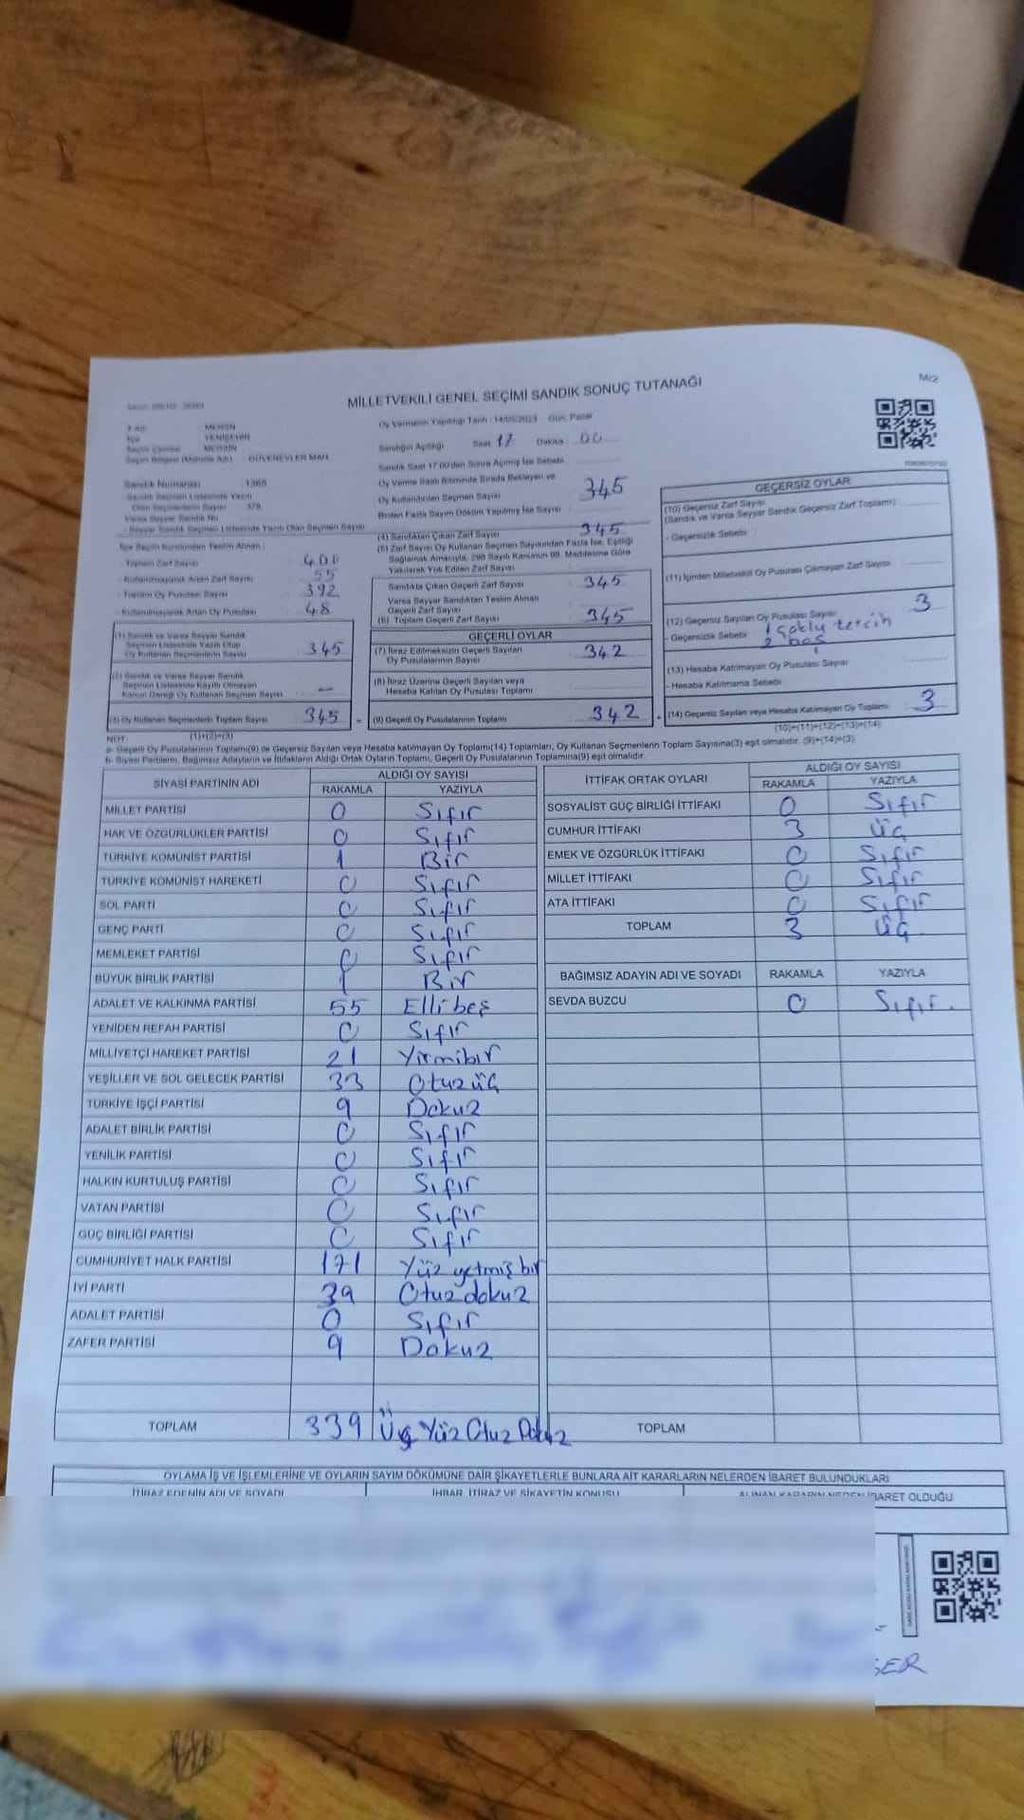 Mi2
MİLLETVEKİLİ GENEL SEÇİMİ SANDIK SONUÇ TUTANAĞI
Oy Vermenin Yapıldığı Tarih : 14/05/2023 Gün: Pazar
MERSİN
YENİŞEHİR
MERSİN
GÜVENEVLER MAH.
Sandığın Açıldığı Saat 17 Dakika 00
Sandık Saat 17.00'den Sonra Açılmış İse Sebebi
Sandık Numarası
Oy Verme Saati Bitiminde Sırada Bekleyen ve
Oy Kullandırılan Seçmen Sayısı 345
Birden Fazla Sayım Döküm Yapılmış İse Sayısı
Toplam Zarf Sayısı 400
Kullanılmayarak Artan Zarf Sayısı 55
Toplam Oy Pusulası Sayısı 392
Kullanılmayarak Artan Oy Pusulası 48
(1) Sandık ve Varsa Seyyar Sandık
Seçmen Listesinde Yazılı Olup
Oy Kullanan Seçmenlerin Sayısı 345
(2) Sandık ve Varsa Seyyar Sandık
Seçmen Listesinde Kayıtlı Olmayan
Kanun Gereği Oy Kullanan Seçmen Sayısı –
(3) Oy Kullanan Seçmenlerin Toplam Sayısı 345
(1)+(2)=(3)
(4) Sandıktan Çıkan Zarf Sayısı 345
(5) Zarf Sayısı Oy Kullanan Seçmen Sayısından Fazla İse; Eşitliği
Sağlamak Amacıyla, 298 Sayılı Kanunun 98. Maddesine Göre
Yakılarak Yok Edilen Zarf Sayısı
Sandıkta Çıkan Geçerli Zarf Sayısı 345
Varsa Seyyar Sandıktan Teslim Alınan
Geçerli Zarf Sayısı
(6) Toplam Geçerli Zarf Sayısı 345
GEÇERLİ OYLAR
(7) İtiraz Edilmeksizin Geçerli Sayılan
Oy Pusulalarının Sayısı 342
(8) İtiraz Üzerine Geçerli Sayılan veya
Hesaba Katılan Oy Pusulası Toplamı
(9) Geçerli Oy Pusulalarının Toplamı 342
GEÇERSİZ OYLAR
(10) Geçersiz Zarf Sayısı
(Sandık ve Varsa Seyyar Sandık Geçersiz Zarf Toplamı)
- Geçersizlik Sebebi
(11) İçinden Milletvekili Oy Pusulası Çıkmayan Zarf Sayısı
(12) Geçersiz Sayılan Oy Pusulası Sayısı 3
- Geçersizlik Sebebi 1 çoklu tercih
2 boş
(13) Hesaba Katılmayan Oy Pusulası Sayısı
- Hesaba Katılmama Sebebi
(14) Geçersiz Sayılan veya Hesaba Katılmayan Oy Toplamı 3
(10)+(11)+(12)+(13)=(14)
NOT:
a- Geçerli Oy Pusulalarının Toplamı(9) ile Geçersiz Sayılan veya Hesaba katılmayan Oy Toplamı(14) Toplamları, Oy Kullanan Seçmenlerin Toplam Sayısına(3) eşit olmalıdır. (9)+(14)=(3)
b- Siyasi Partilerin, Bağımsız Adayların ve İttifakların Aldığı Ortak Oyların Toplamı, Geçerli Oy Pusulalarının Toplamına(9) eşit olmalıdır.
SİYASİ PARTİNİN ADI ALDIĞI OY SAYISI
RAKAMLA YAZIYLA
MİLLET PARTİSİ 0 Sıfır
HAK VE ÖZGÜRLÜKLER PARTİSİ 0 Sıfır
TÜRKİYE KOMÜNİST PARTİSİ 1 Bir
TÜRKİYE KOMÜNİST HAREKETİ 0 Sıfır
SOL PARTİ 0 Sıfır
GENÇ PARTİ 0 Sıfır
MEMLEKET PARTİSİ 0 Sıfır
BÜYÜK BİRLİK PARTİSİ 1 Bir
ADALET VE KALKINMA PARTİSİ 55 Ellibeş
YENİDEN REFAH PARTİSİ 0 Sıfır
MİLLİYETÇİ HAREKET PARTİSİ 21 Yirmibir
YEŞİLLER VE SOL GELECEK PARTİSİ 33 Otuzüç
TÜRKİYE İŞÇİ PARTİSİ 9 Dokuz
ADALET BİRLİK PARTİSİ 0 Sıfır
YENİLİK PARTİSİ 0 Sıfır
HALKIN KURTULUŞ PARTİSİ 0 Sıfır
VATAN PARTİSİ 0 Sıfır
GÜÇ BİRLİĞİ PARTİSİ 0 Sıfır
CUMHURİYET HALK PARTİSİ 171 Yüz yetmiş bir
İYİ PARTİ 39 Otuz dokuz
ADALET PARTİSİ 0 Sıfır
ZAFER PARTİSİ 9 Dokuz
TOPLAM 339 Üç Yüz Otuz Dokuz
İTTİFAK ORTAK OYLARI ALDIĞI OY SAYISI
RAKAMLA YAZIYLA
SOSYALİST GÜÇ BİRLİĞİ İTTİFAKI 0 Sıfır
CUMHUR İTTİFAKI 3 Üç
EMEK VE ÖZGÜRLÜK İTTİFAKI 0 Sıfır
MİLLET İTTİFAKI 0 Sıfır
ATA İTTİFAKI 0 Sıfır
TOPLAM 3 Üç
BAĞIMSIZ ADAYIN ADI VE SOYADI RAKAMLA YAZIYLA
SEVDA BUZCU 0 Sıfır.
TOPLAM
OYLAMA İŞ VE İŞLEMLERİNE VE OYLARIN SAYIM DÖKÜMÜNE DAİR ŞİKAYETLERLE BUNLARA AİT KARARLARIN NELERDEN İBARET BULUNDUKLARI
İTİRAZ EDENİN ADI VE SOYADI İHBAR, İTİRAZ VE ŞİKAYETİN KONUSU ALINAN KARARIN NEDEN İBARET OLDUĞU